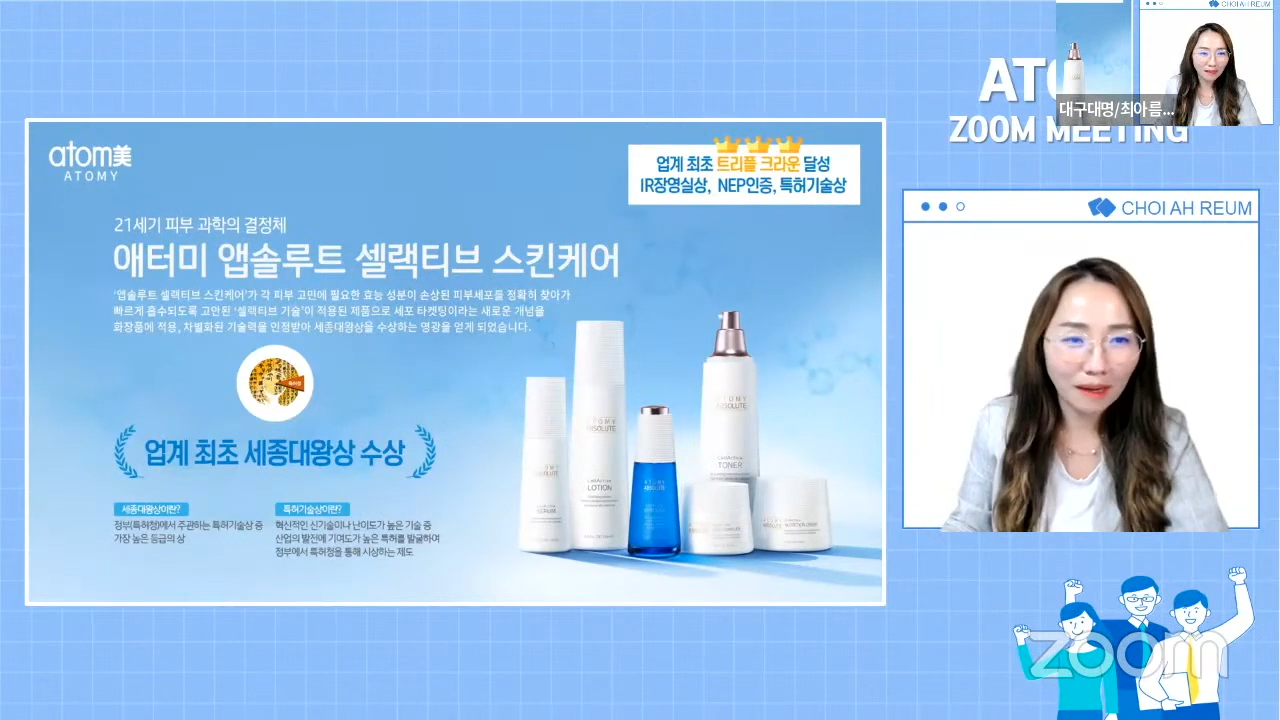 CHOI AH REUM
대구대명/최아름...
ZOOM MEETING
CHOI AH REUM
atom美
ATOMY
업계 최초 트리플 크라운 달성
IR장영실상, NEP인증, 특허기술상
21세기 피부 과학의 결정체
애터미 앱솔루트 셀랙티브 스킨케어
'앱솔루트 셀랙티브 스킨케어'가 각 피부 고민에 필요한 효능 성분이 손상된 피부세포를 정확히 찾아가
빠르게 흡수되도록 고안된 '셀랙티브 기술'이 적용된 제품으로 세포 타켓팅이라는 새로운 개념을
화장품에 적용, 차별화된 기술력을 인정받아 세종대왕상을 수상하는 영광을 얻게 되었습니다.
업계 최초 세종대왕상 수상
세종대왕상이란?
정부(특허청)에서 주관하는 특허기술상 중
가장 높은 등급의 상
특허기술상이란?
혁신적인 신기술이나 난이도가 높은 기술 중
산업의 발전에 기여도가 높은 특허를 발굴하여
정부에서 특허청을 통해 시상하는 제도
ATOMY
ABSOLUTE
CellActive
SERUM
ATOMY
ABSOLUTE
CellActive
LOTION
ATOMY
ABSOLUTE
ATOMY
ABSOLUTE
CellActive
TONER
zoom